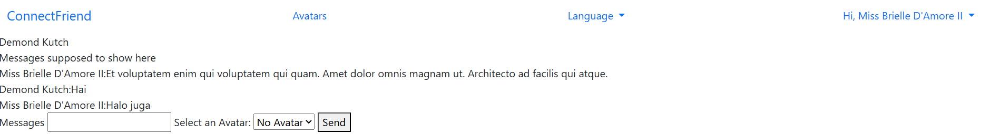 ConnectFriend Avatars Language Hi, Miss Brielle D'Amore II
Demond Kutch
Messages supposed to show here
Miss Brielle D'Amore II:Et voluptatem enim qui voluptatem qui quam. Amet dolor omnis magnam ut. Architecto ad facilis qui atque.
Demond Kutch:Hai
Miss Brielle D'Amore II:Halo juga
Messages Select an Avatar: No Avatar Send